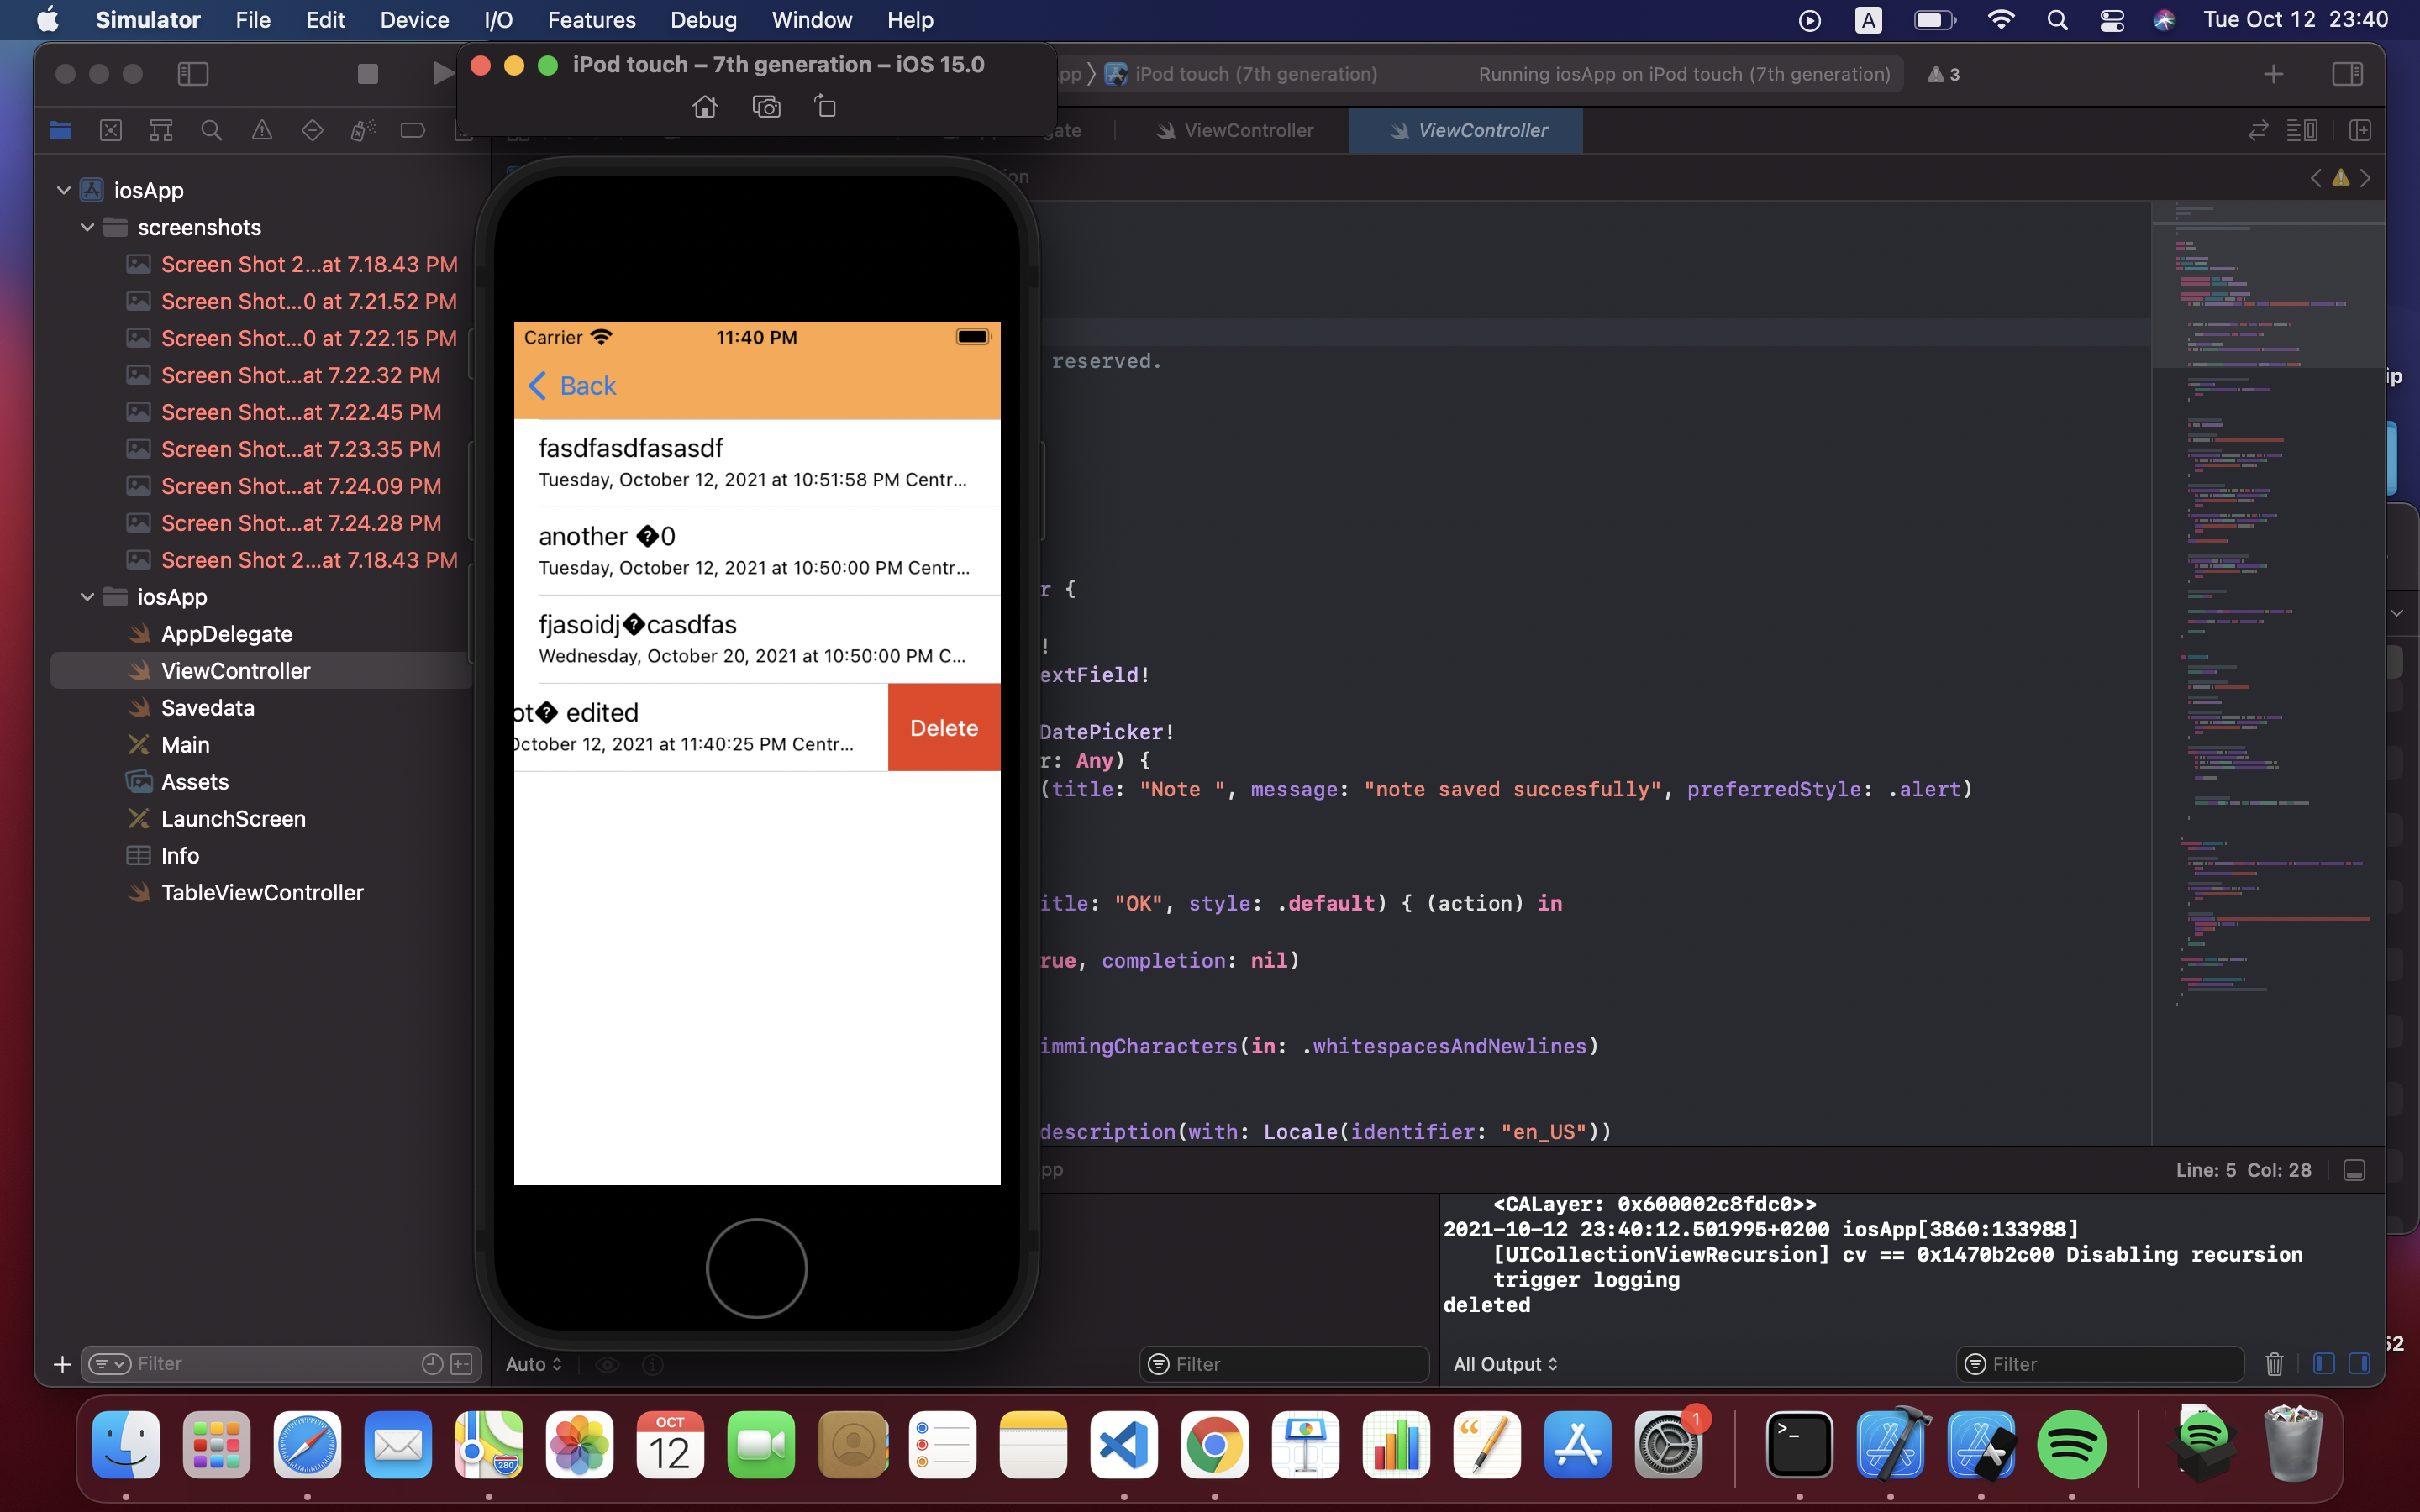 Simulator File Edit Device I/O Features Debug Window Help
A Tue Oct 12 23:40
iPod touch – 7th generation – iOS 15.0
iPod touch (7th generation)
Running iosApp on iPod touch (7th generation)
3
ViewController
ViewController
iosApp
screenshots
Screen Shot 2...at 7.18.43 PM
Screen Shot...0 at 7.21.52 PM
Screen Shot...0 at 7.22.15 PM
Screen Shot...at 7.22.32 PM
Screen Shot...at 7.22.45 PM
Screen Shot...at 7.23.35 PM
Screen Shot...at 7.24.09 PM
Screen Shot...at 7.24.28 PM
Screen Shot 2...at 7.18.43 PM
iosApp
AppDelegate
ViewController
Savedata
Main
Assets
LaunchScreen
Info
TableViewController
Filter
Carrier 11:40 PM
Back
fasdfasdfasasdf
Tuesday, October 12, 2021 at 10:51:58 PM Centr...
another �0
Tuesday, October 12, 2021 at 10:50:00 PM Centr...
fjasoidj�casdfas
Wednesday, October 20, 2021 at 10:50:00 PM C...
ot� edited
October 12, 2021 at 11:40:25 PM Centr...
Delete
reserved.
r {
!
extField!
DatePicker!
r: Any) {
(title: "Note ", message: "note saved succesfully", preferredStyle: .alert)
itle: "OK", style: .default) { (action) in
rue, completion: nil)
immingCharacters(in: .whitespacesAndNewlines)
description(with: Locale(identifier: "en_US"))
Line: 5 Col: 28
<CALayer: 0x600002c8fdc0>>
2021-10-12 23:40:12.501995+0200 iosApp[3860:133988]
[UICollectionViewRecursion] cv == 0x1470b2c00 Disabling recursion
trigger logging
deleted
Auto
Filter
All Output
Filter
OCT
12
280
1